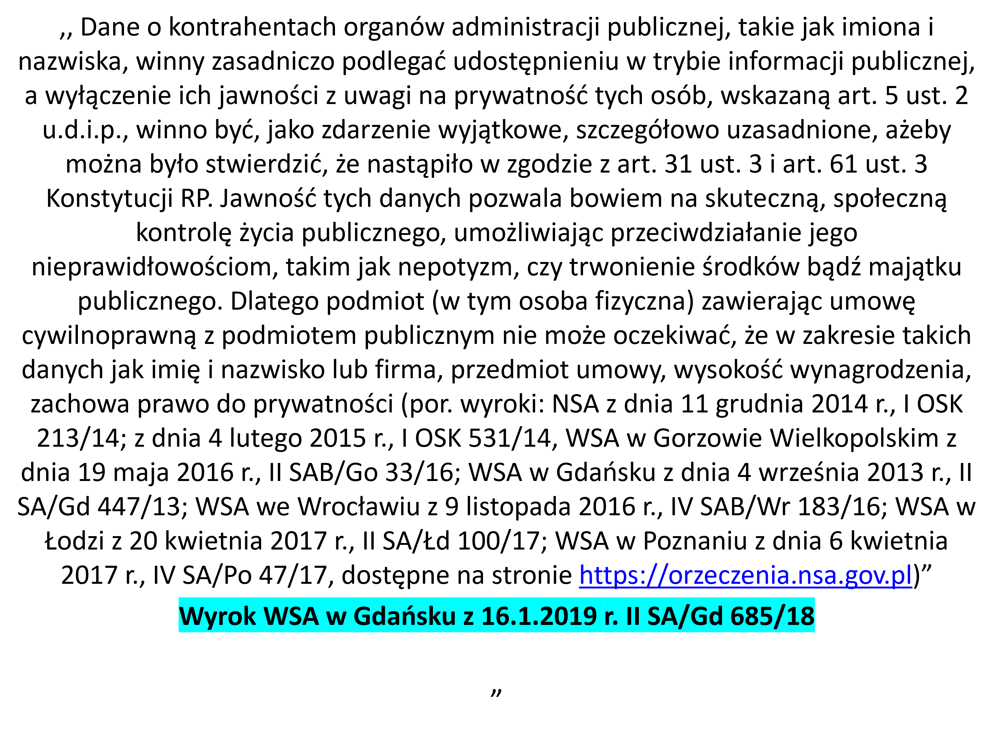 ,, Dane o kontrahentach organów administracji publicznej, takie jak imiona i
nazwiska, winny zasadniczo podlegać udostępnieniu w trybie informacji publicznej,
a wyłączenie ich jawności z uwagi na prywatność tych osób, wskazaną art. 5 ust. 2
u.d.i.p., winno być, jako zdarzenie wyjątkowe, szczegółowo uzasadnione, ażeby
można było stwierdzić, że nastąpiło w zgodzie z art. 31 ust. 3 i art. 61 ust. 3
Konstytucji RP. Jawność tych danych pozwala bowiem na skuteczną, społeczną
kontrolę życia publicznego, umożliwiając przeciwdziałanie jego
nieprawidłowościom, takim jak nepotyzm, czy trwonienie środków bądź majątku
publicznego. Dlatego podmiot (w tym osoba fizyczna) zawierając umowę
cywilnoprawną z podmiotem publicznym nie może oczekiwać, że w zakresie takich
danych jak imię i nazwisko lub firma, przedmiot umowy, wysokość wynagrodzenia,
zachowa prawo do prywatności (por. wyroki: NSA z dnia 11 grudnia 2014 r., I OSK
213/14; z dnia 4 lutego 2015 r., I OSK 531/14, WSA w Gorzowie Wielkopolskim z
dnia 19 maja 2016 r., II SAB/Go 33/16; WSA w Gdańsku z dnia 4 września 2013 r., II
SA/Gd 447/13; WSA we Wrocławiu z 9 listopada 2016 r., IV SAB/Wr 183/16; WSA w
Łodzi z 20 kwietnia 2017 r., II SA/Łd 100/17; WSA w Poznaniu z dnia 6 kwietnia
2017 r., IV SA/Po 47/17, dostępne na stronie https://orzeczenia.nsa.gov.pl)”
Wyrok WSA w Gdańsku z 16.1.2019 r. II SA/Gd 685/18
”